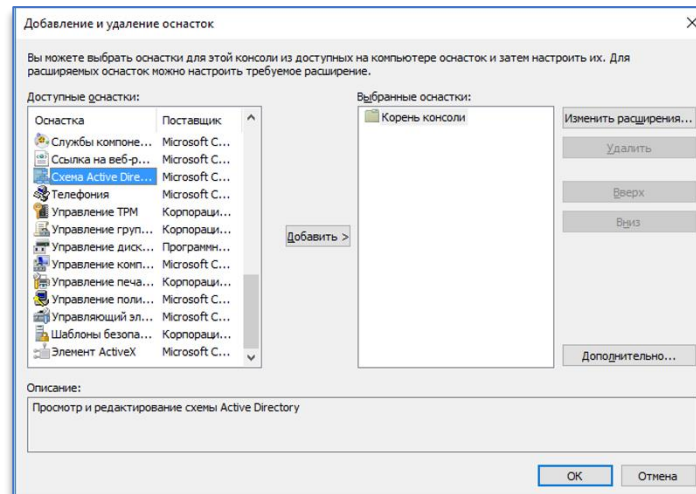 Добавление и удаление оснасток
Вы можете выбрать оснастки для этой консоли из доступных на компьютере оснасток и затем настроить их. Для
расширяемых оснасток можно настроить требуемое расширение.
Доступные оснастки:
Оснастка Поставщик
Службы компоне... Microsoft C...
Ссылка на веб-р... Microsoft C...
Схема Active Dire... Microsoft C...
Телефония Microsoft C...
Управление TPM Корпораци...
Управление груп... Корпораци...
Управление диск... Программн...
Управление комп... Microsoft C...
Управление печа... Корпораци...
Управление поли... Microsoft C...
Управляющий эл... Microsoft C...
Шаблоны безопа... Корпораци...
Элемент ActiveX Microsoft C...
Добавить >
Выбранные оснастки:
Корень консоли
Изменить расширения...
Удалить
Вверх
Вниз
Дополнительно...
Описание:
Просмотр и редактирование схемы Active Directory
ОК Отмена